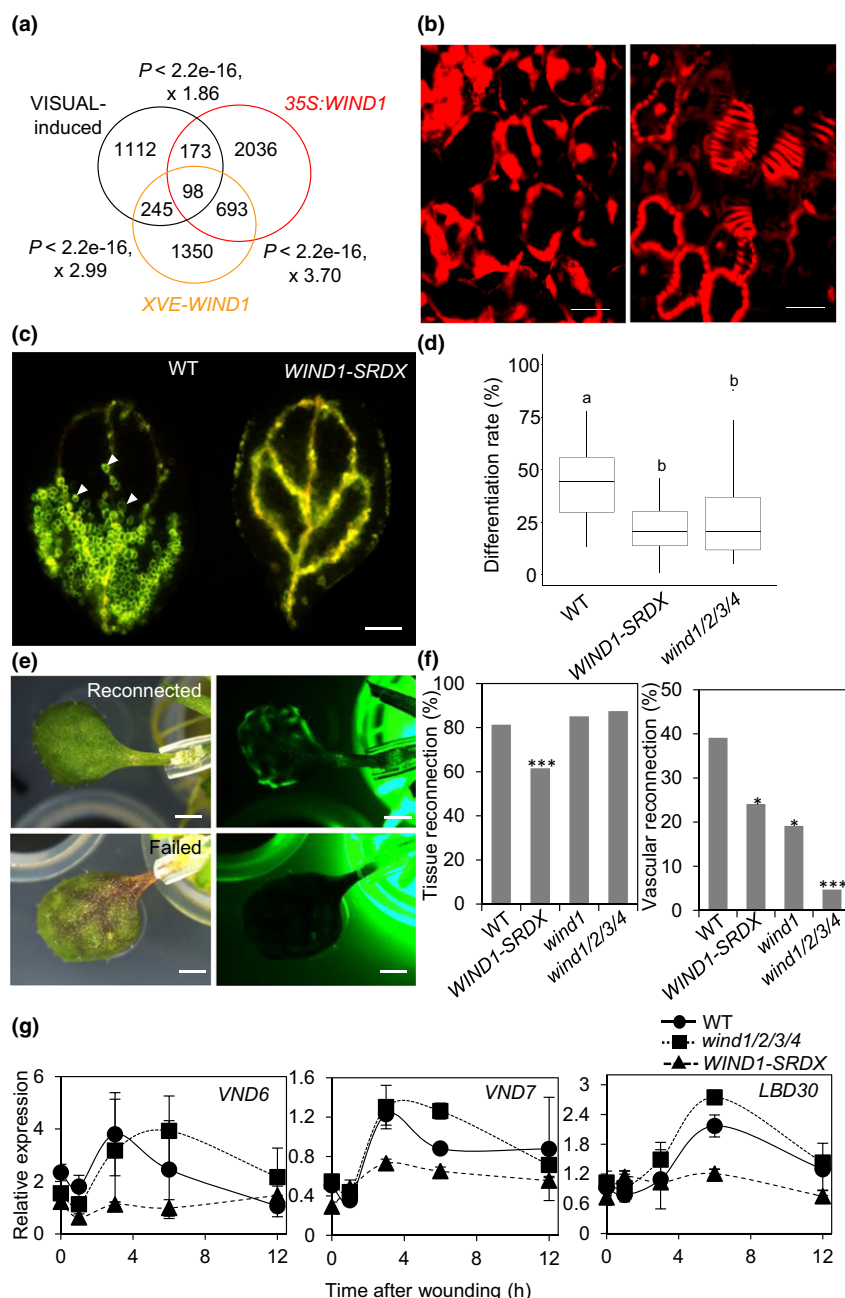 (a)
P < 2.2e-16,
x 1.86
VISUAL-
induced
35S:WIND1
1112
173
2036
98
245
693
1350
P < 2.2e-16,
x 2.99
P < 2.2e-16,
x 3.70
XVE-WIND1
(b)
(c)
WT
WIND1-SRDX
(d)
Differentiation rate (%)
100
75
50
25
0
a
b
b
WT
WIND1-SRDX
wind1/2/3/4
(e)
Reconnected
Failed
(f)
Tissue reconnection (%)
100
80
60
40
20
0
***
WT
WIND1-SRDX
wind1
wind1/2/3/4
Vascular reconnection (%)
50
40
30
20
10
0
*
*
***
WT
WIND1-SRDX
wind1
wind1/2/3/4
(g)
WT
wind1/2/3/4
WIND1-SRDX
Relative expression
VND6
6
4
2
0
0 4 8 12
VND7
1.6
1.2
0.8
0.4
0
0 4 8 12
LBD30
3
2.4
1.8
1.2
0.6
0
0 4 8 12
Time after wounding (h)